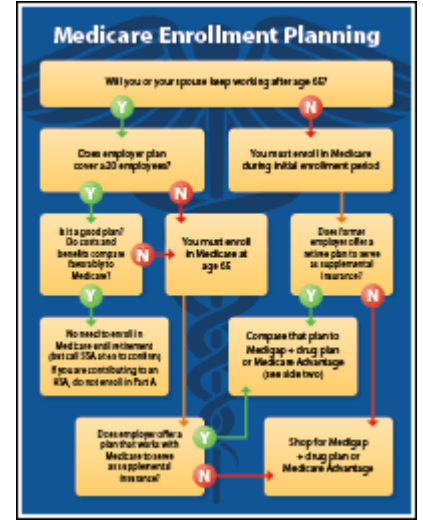 Medicare Enrollment Planning
Will you or your spouse keep working after age 65?
Y
N
Does employer plan
cover ≥20 employees?
You must enroll in Medicare
during initial enrollment period
Y
N
Is it a good plan?
Do costs and
benefits compare
favorably to
Medicare?
N
You must enroll
in Medicare at
age 65
Does former
employer offer a
retiree plan to serve
as supplemental
insurance?
Y
Y
N
No need to enroll in
Medicare until retirement
(but call SSA at 65 to confirm)
If you are contributing to an
HSA, do not enroll in Part A
Compare that plan to
Medigap + drug plan
or Medicare Advantage
(see side two)
Does employer offer a
plan that works with
Medicare to serve
as supplemental
insurance?
Y
N
Shop for Medigap
+ drug plan or
Medicare Advantage